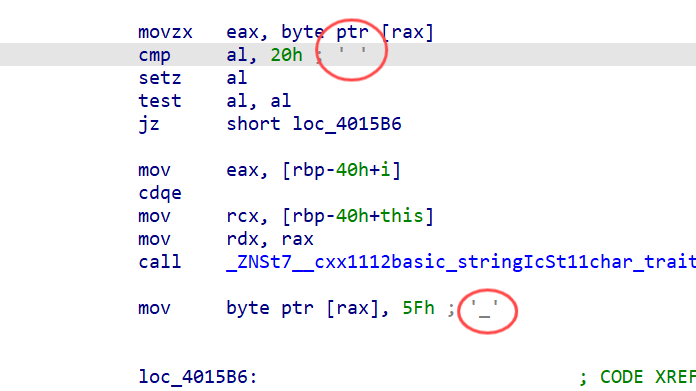 movzx eax, byte ptr [rax]
cmp al, 20h ; ' '
setz al
test al, al
jz short loc_4015B6
mov eax, [rbp-40h+i]
cdqe
mov rcx, [rbp-40h+this]
mov rdx, rax
call _ZNSt7__cxx1112basic_stringIcSt11char_trait
mov byte ptr [rax], 5Fh ; '_'
loc_4015B6: ; CODE XREF